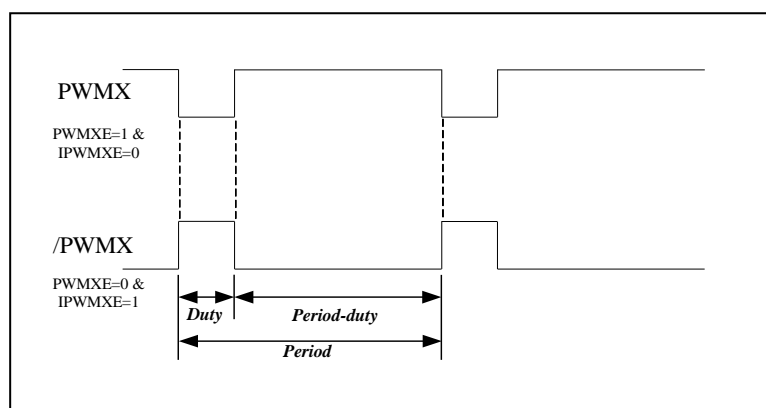 PWMX
PWMXE=1 &
IPWMXE=0
/PWMX
PWMXE=0 &
IPWMXE=1
Duty
Period-duty
Period